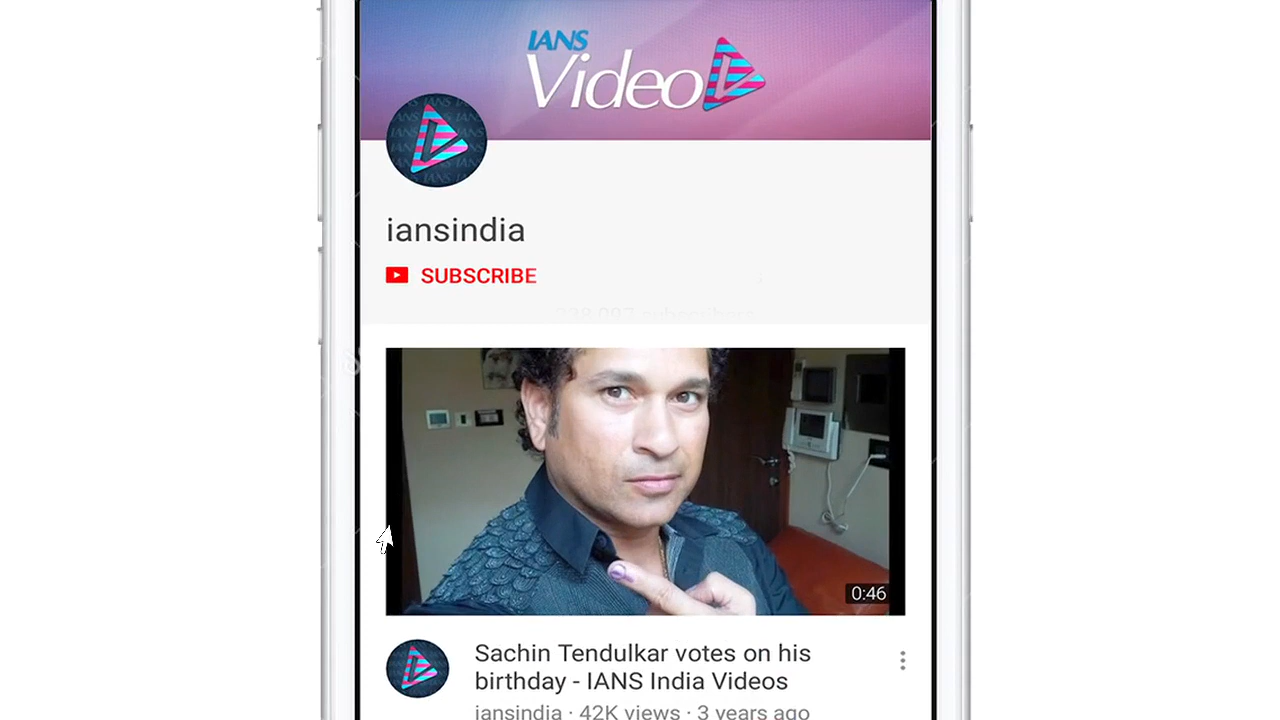 IANS
Video
iansindia
SUBSCRIBE
0:46
Sachin Tendulkar votes on his
birthday - IANS India Videos
iansindia · 42K views · 3 years ago